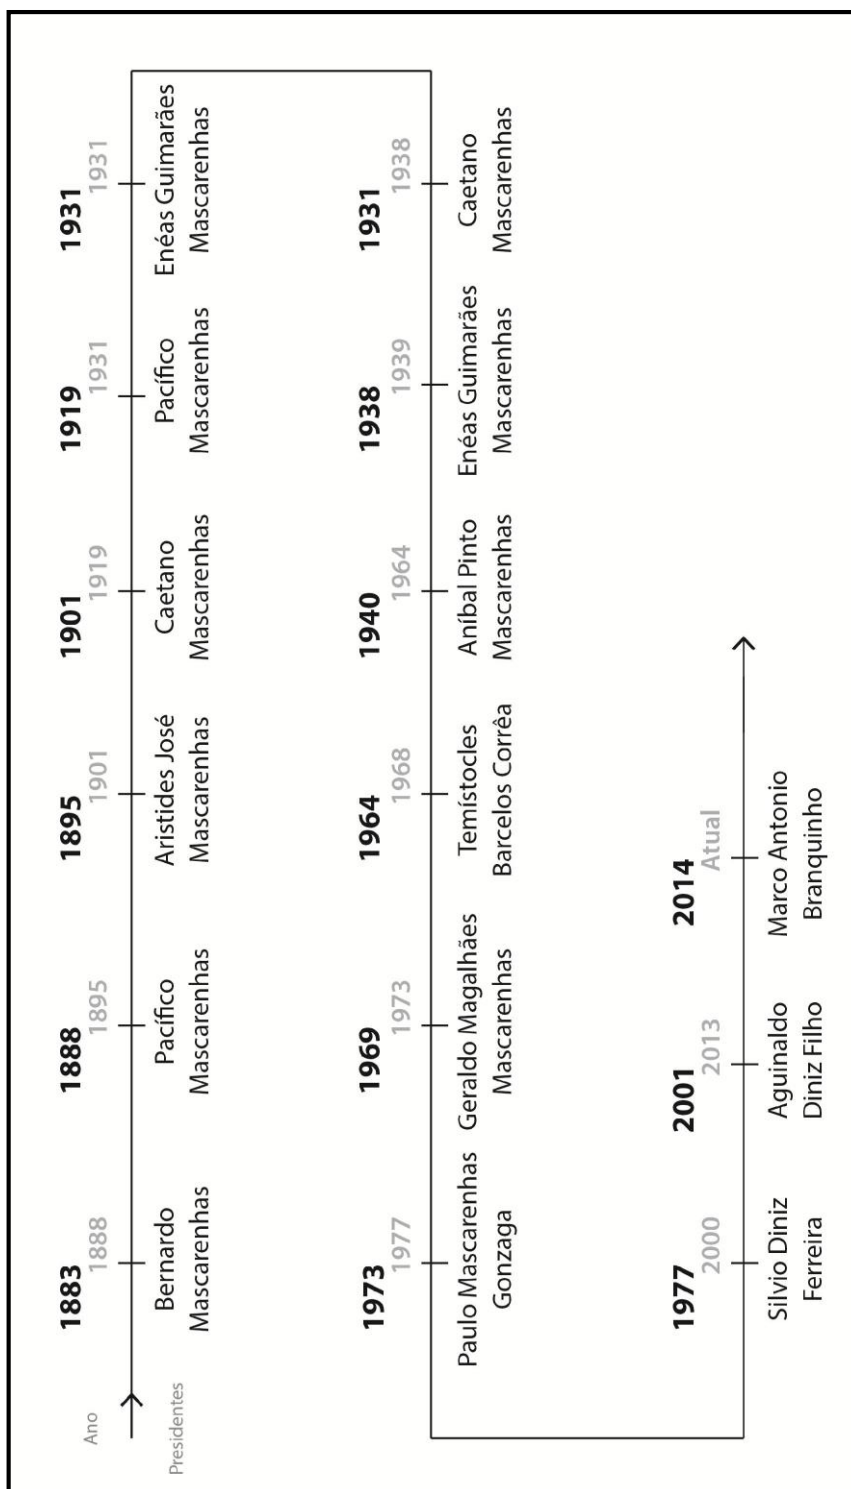 Ano
Presidentes
1883
1888
Bernardo
Mascarenhas
1888
1895
Pacífico
Mascarenhas
1895
1901
Aristides José
Mascarenhas
1901
1919
Caetano
Mascarenhas
1919
1931
Pacífico
Mascarenhas
1931
1931
Enéas Guimarães
Mascarenhas
1931
1938
Caetano
Mascarenhas
1938
1939
Enéas Guimarães
Mascarenhas
1940
1964
Aníbal Pinto
Mascarenhas
1964
1968
Temístocles
Barcelos Corrêa
1969
1973
Geraldo Magalhães
Mascarenhas
1973
1977
Paulo Mascarenhas
Gonzaga
1977
2000
Silvio Diniz
Ferreira
2001
2013
Aguinaldo
Diniz Filho
2014
Atual
Marco Antonio
Branquinho